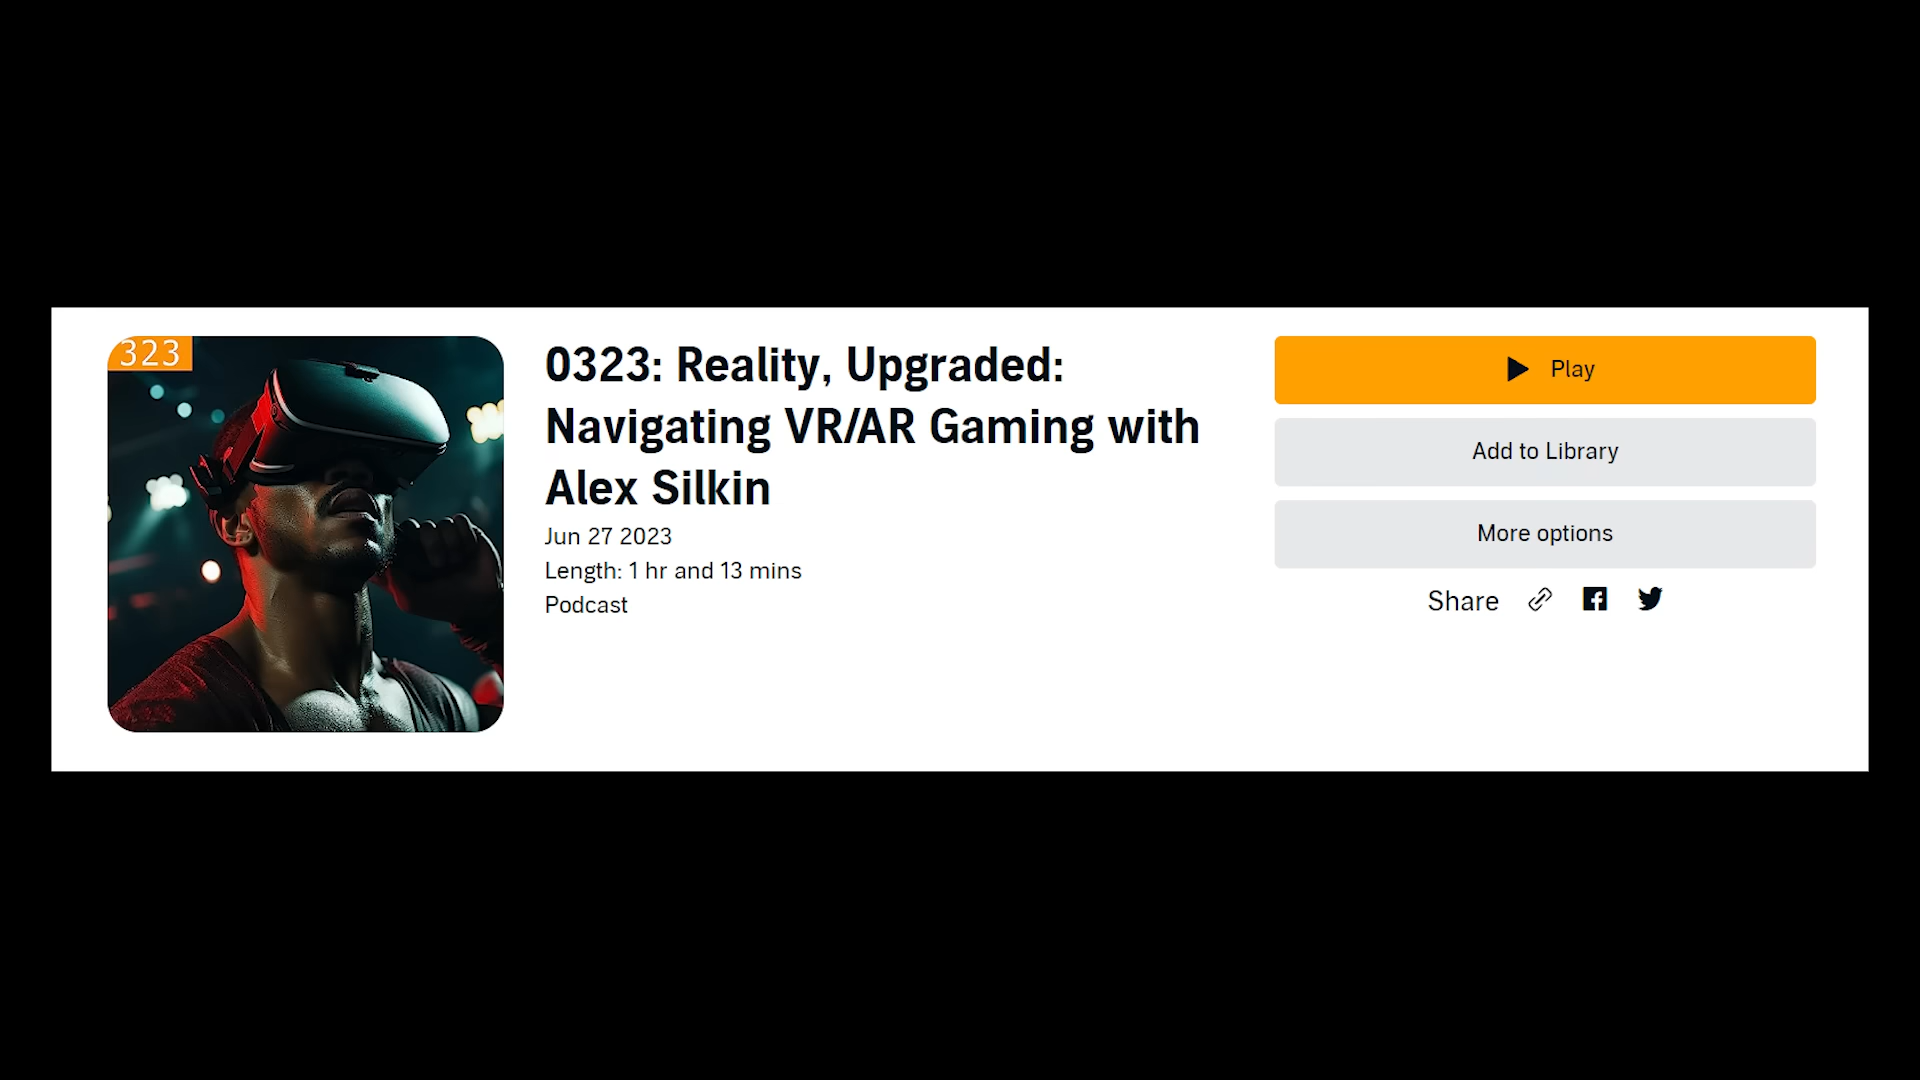 323
0323: Reality, Upgraded:
Navigating VR/AR Gaming with
Alex Silkin
Jun 27 2023
Length: 1 hr and 13 mins
Podcast
Play
Add to Library
More options
Share